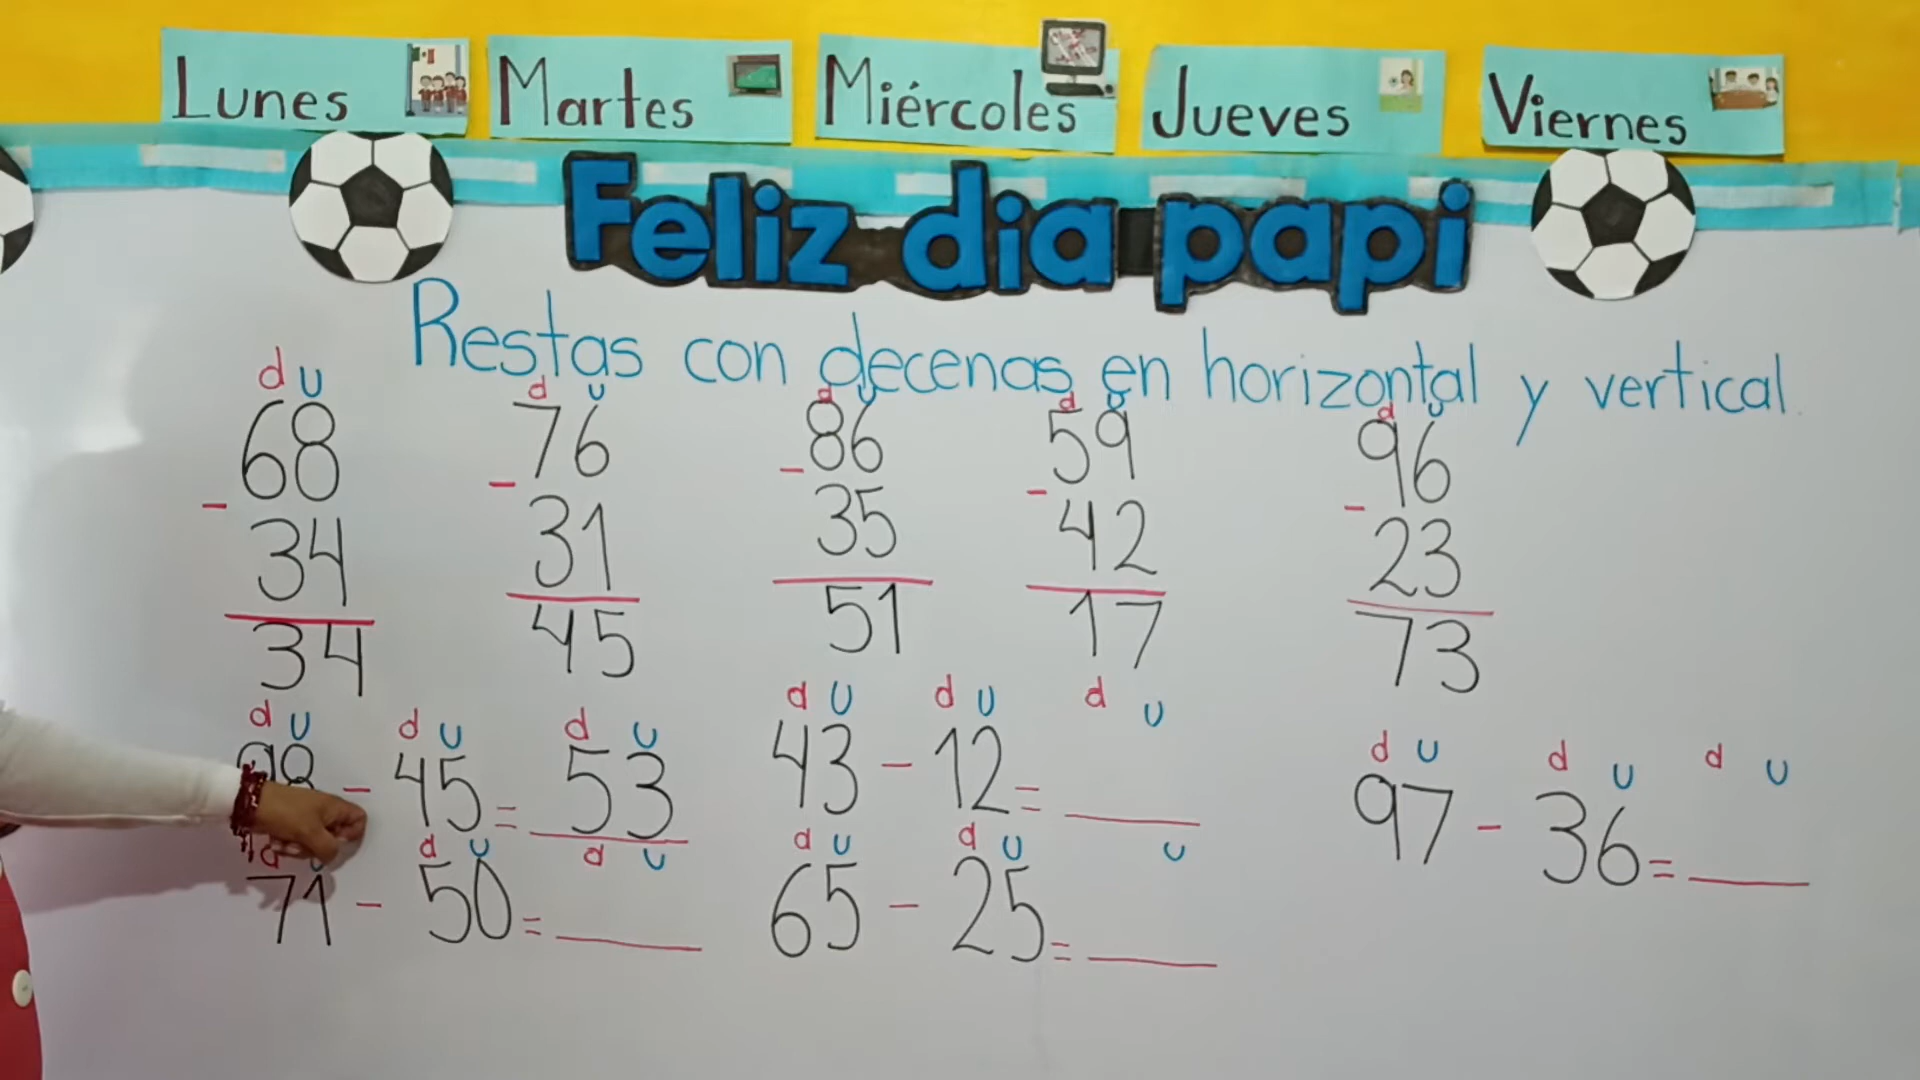 Lunes Martes Miércoles Jueves Viernes
Feliz dia papi
Restas con decenas en horizontal y vertical.
d u d u d u d u d u
68 76 86 59 96
- - - - -
34 31 35 42 23
34 45 51 17 73
d u d u d u d u d u d u d u d u d u
98 - 45 = 53 43 - 12 = ___ 97 - 36 = ___
d u d u d u d u d u u
71 - 50 = ___ 65 - 25 = ___